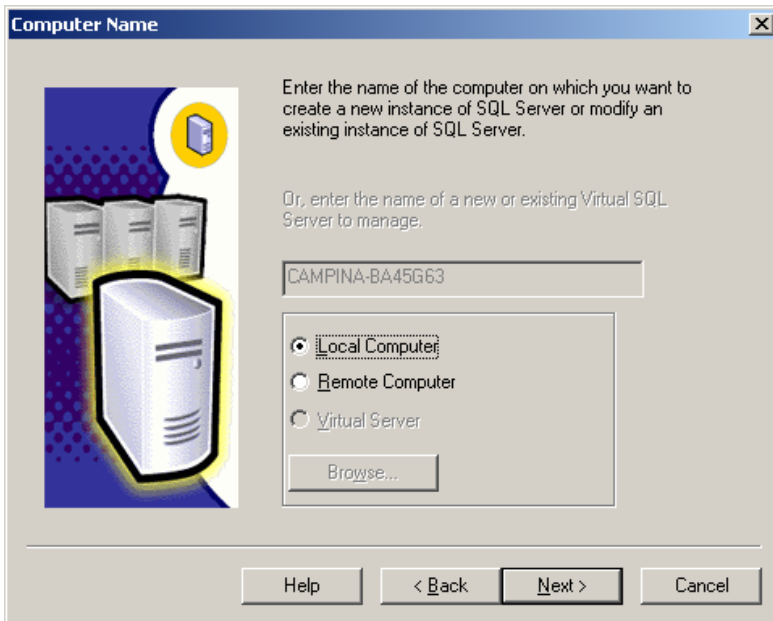 Computer Name
Enter the name of the computer on which you want to
create a new instance of SQL Server or modify an
existing instance of SQL Server.
Or, enter the name of a new or existing Virtual SQL
Server to manage.
CAMPINA-BA45G63
Local Computer
Remote Computer
Virtual Server
Browse...
Help
< Back
Next >
Cancel